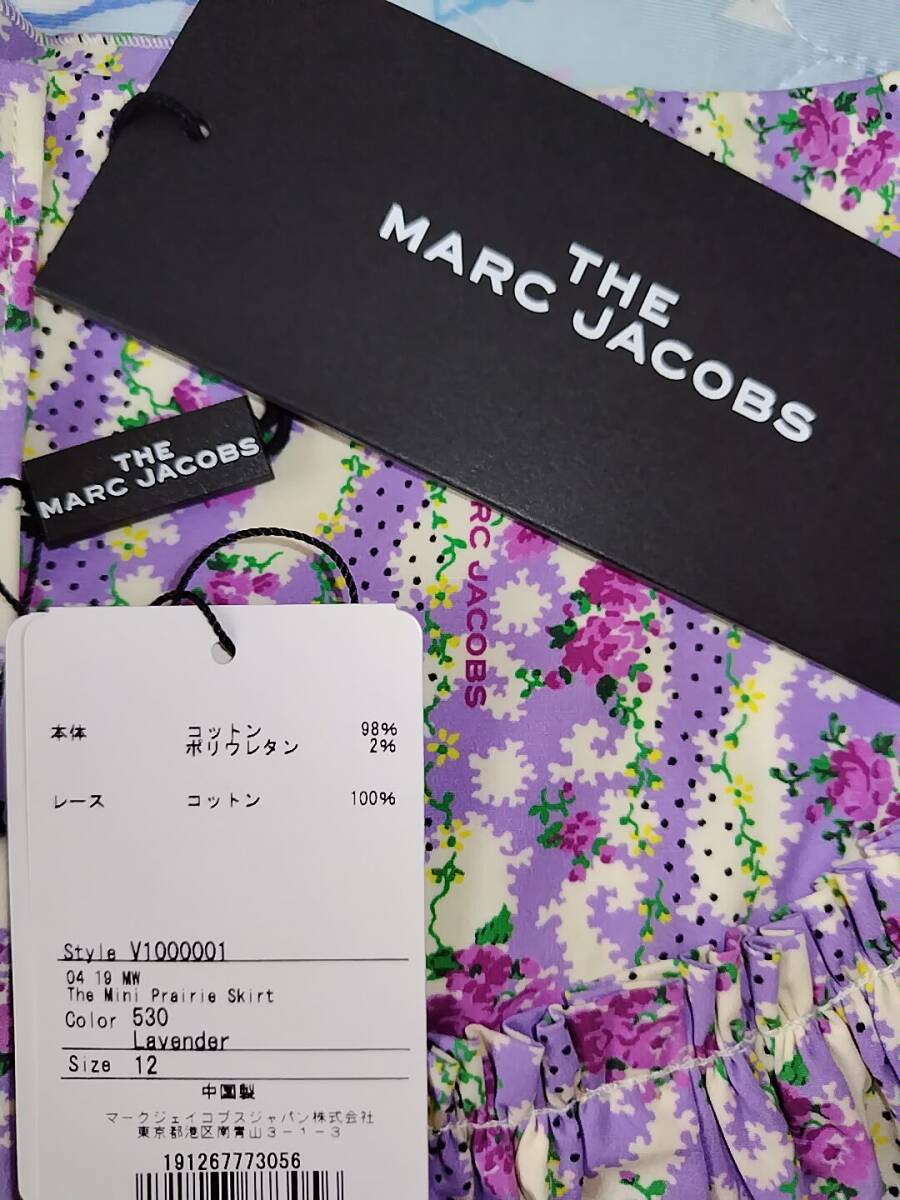 THE
MARC JACOBS
THE
MARC JACOBS
RC JACOBS
本体 コットン 98%
ポリウレタン 2%
レース コットン 100%
Style V1000001
04 19 MW
The Mini Prairie Skirt
Color 530
Lavender
Size 12
中国製
マークジェイコブスジャパン株式会社
東京都港区南青山3-1-3
191267773056